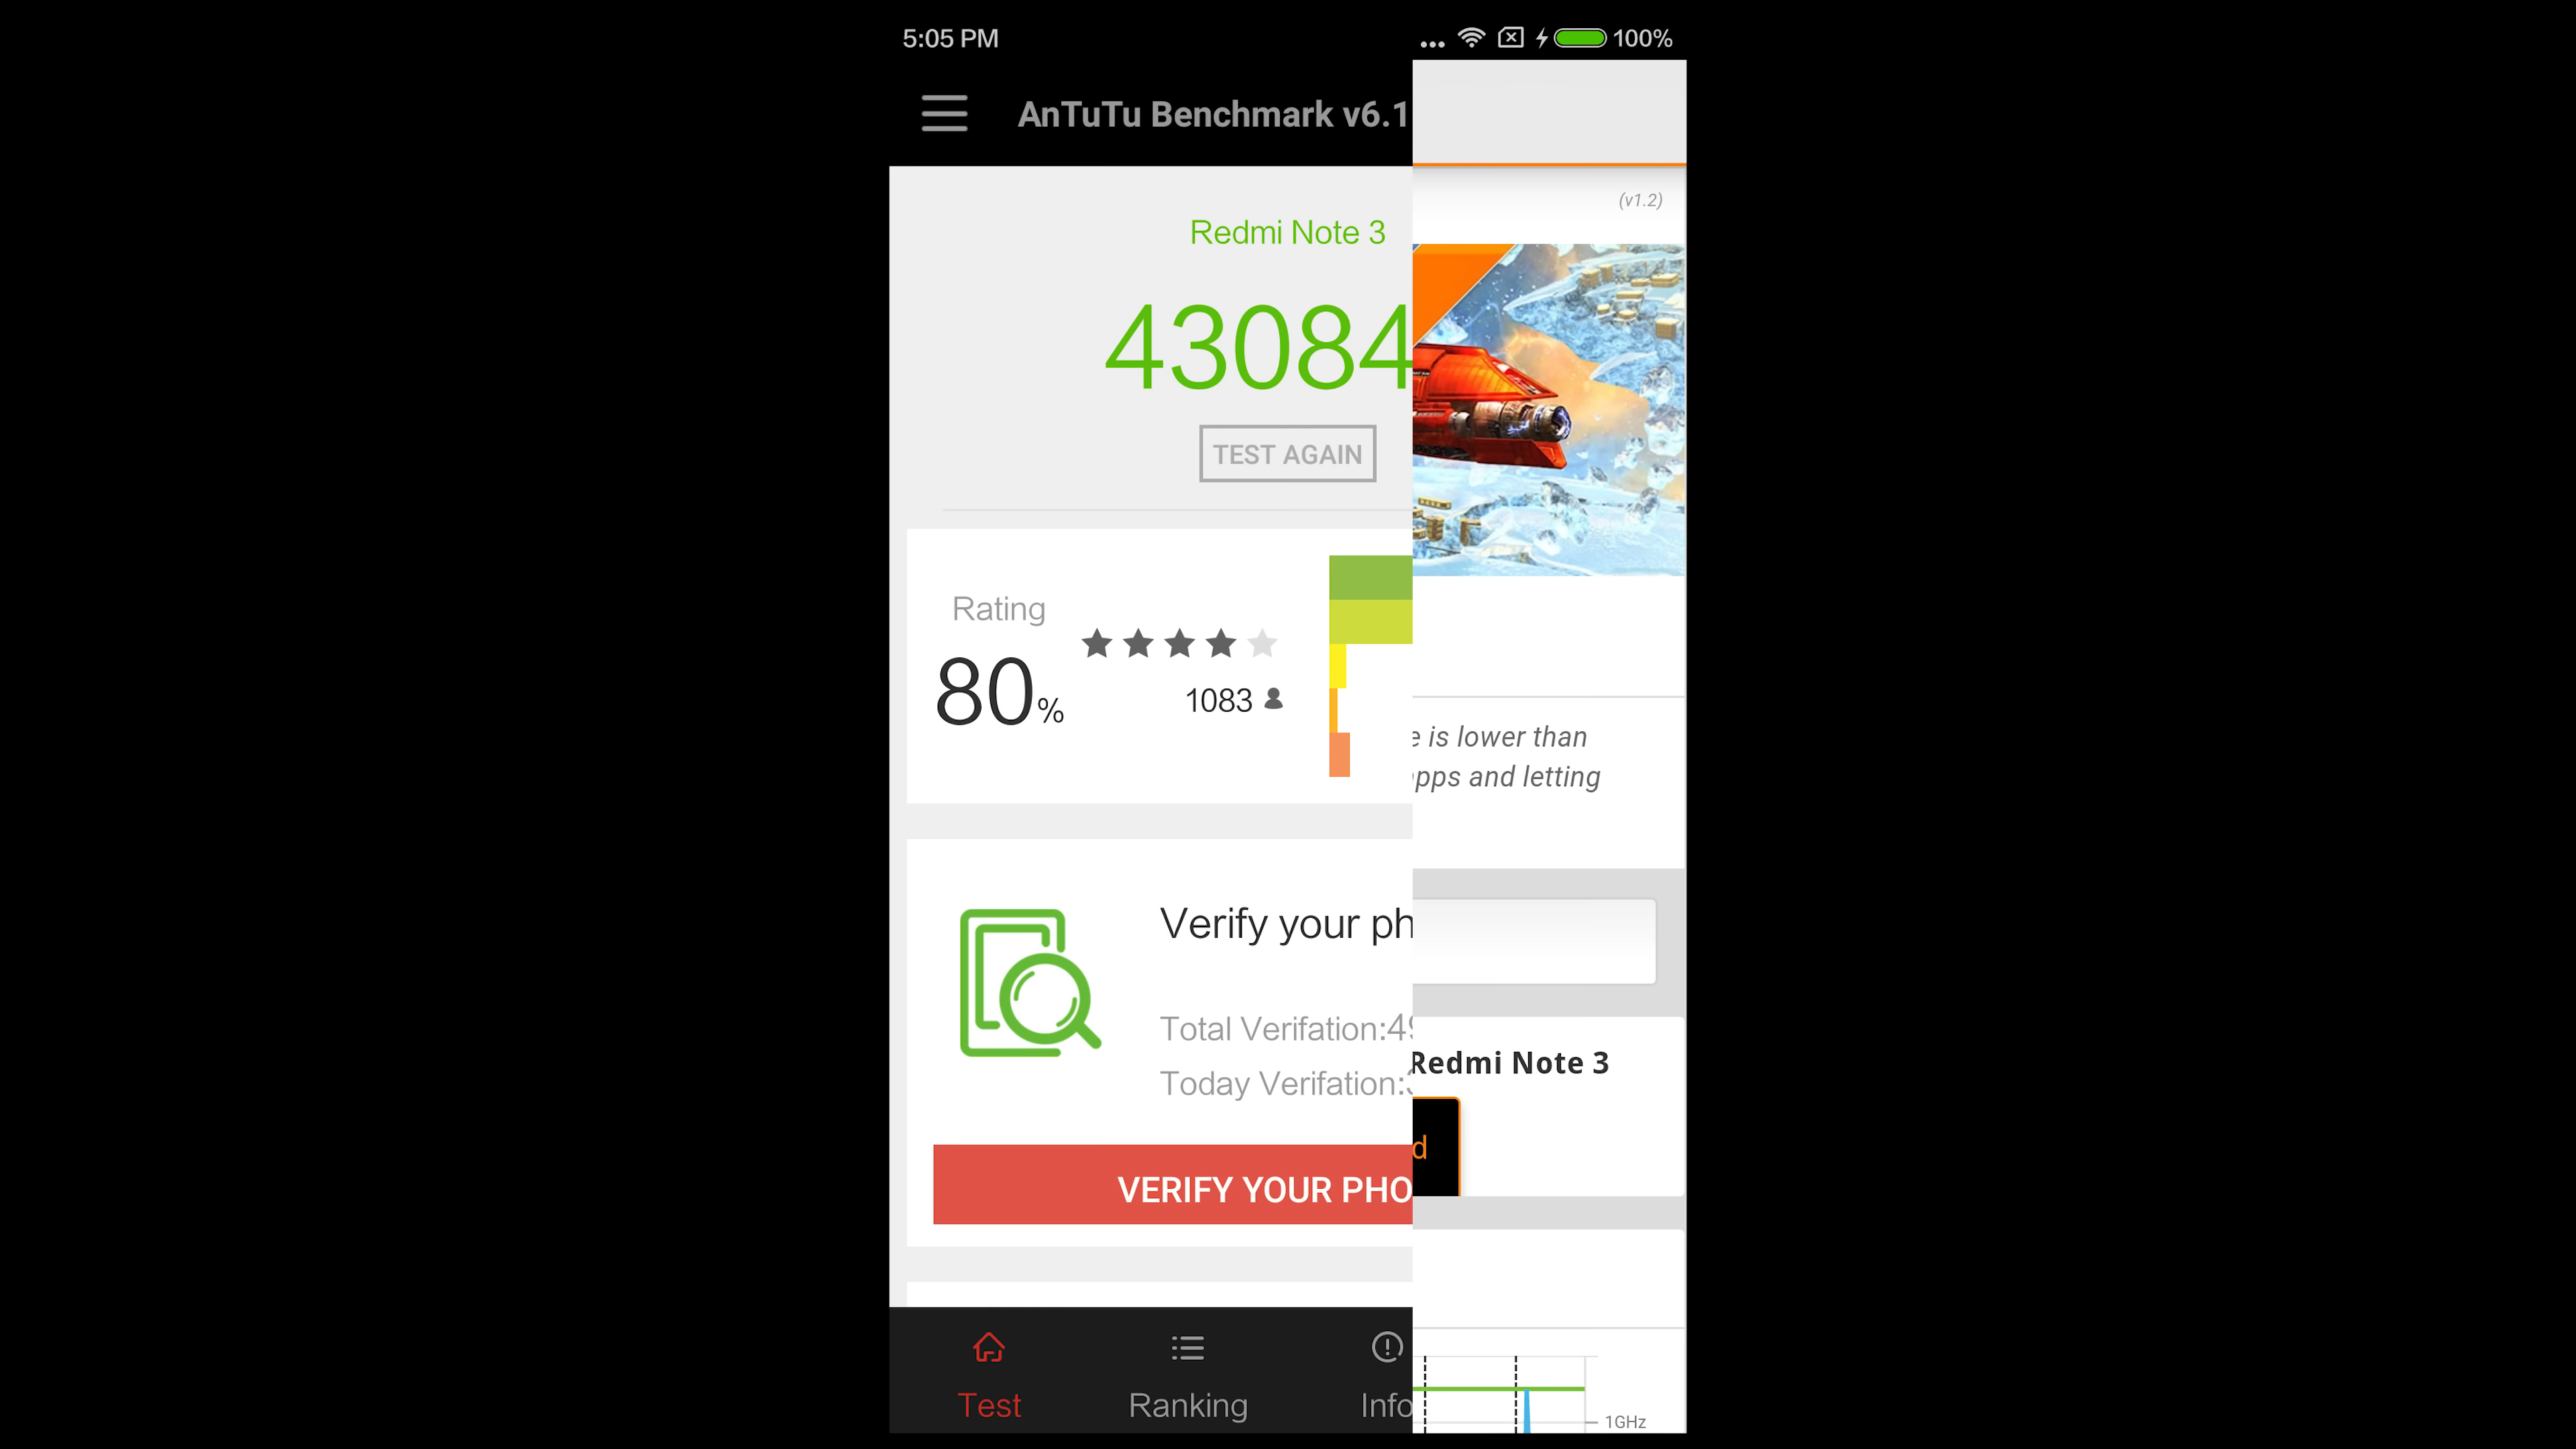 5:05 PM
... 100%
AnTuTu Benchmark v6.1
(v1.2)
Redmi Note 3
43084
TEST AGAIN
Rating
80%
1083
e is lower than
pps and letting
Verify your ph
Total Verifation:49
Today Verifation:
Redmi Note 3
d
VERIFY YOUR PHO
Test
Ranking
Info
1GHz